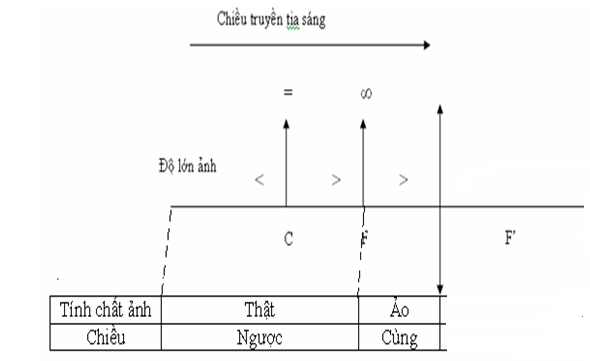 Chiều truyền tia sáng
= ∞
Độ lớn ảnh < > >
C F F'
Tính chất ảnh Thật Ảo
Chiều Ngược Cùng